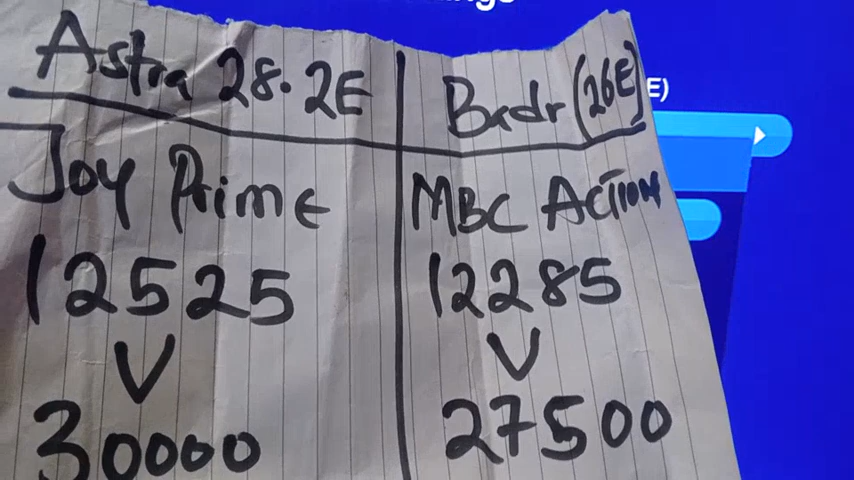 Astra 28.2E
Joy Prime
12525
V
30000
Badr (26E)
MBC Action
12285
V
27500
E)